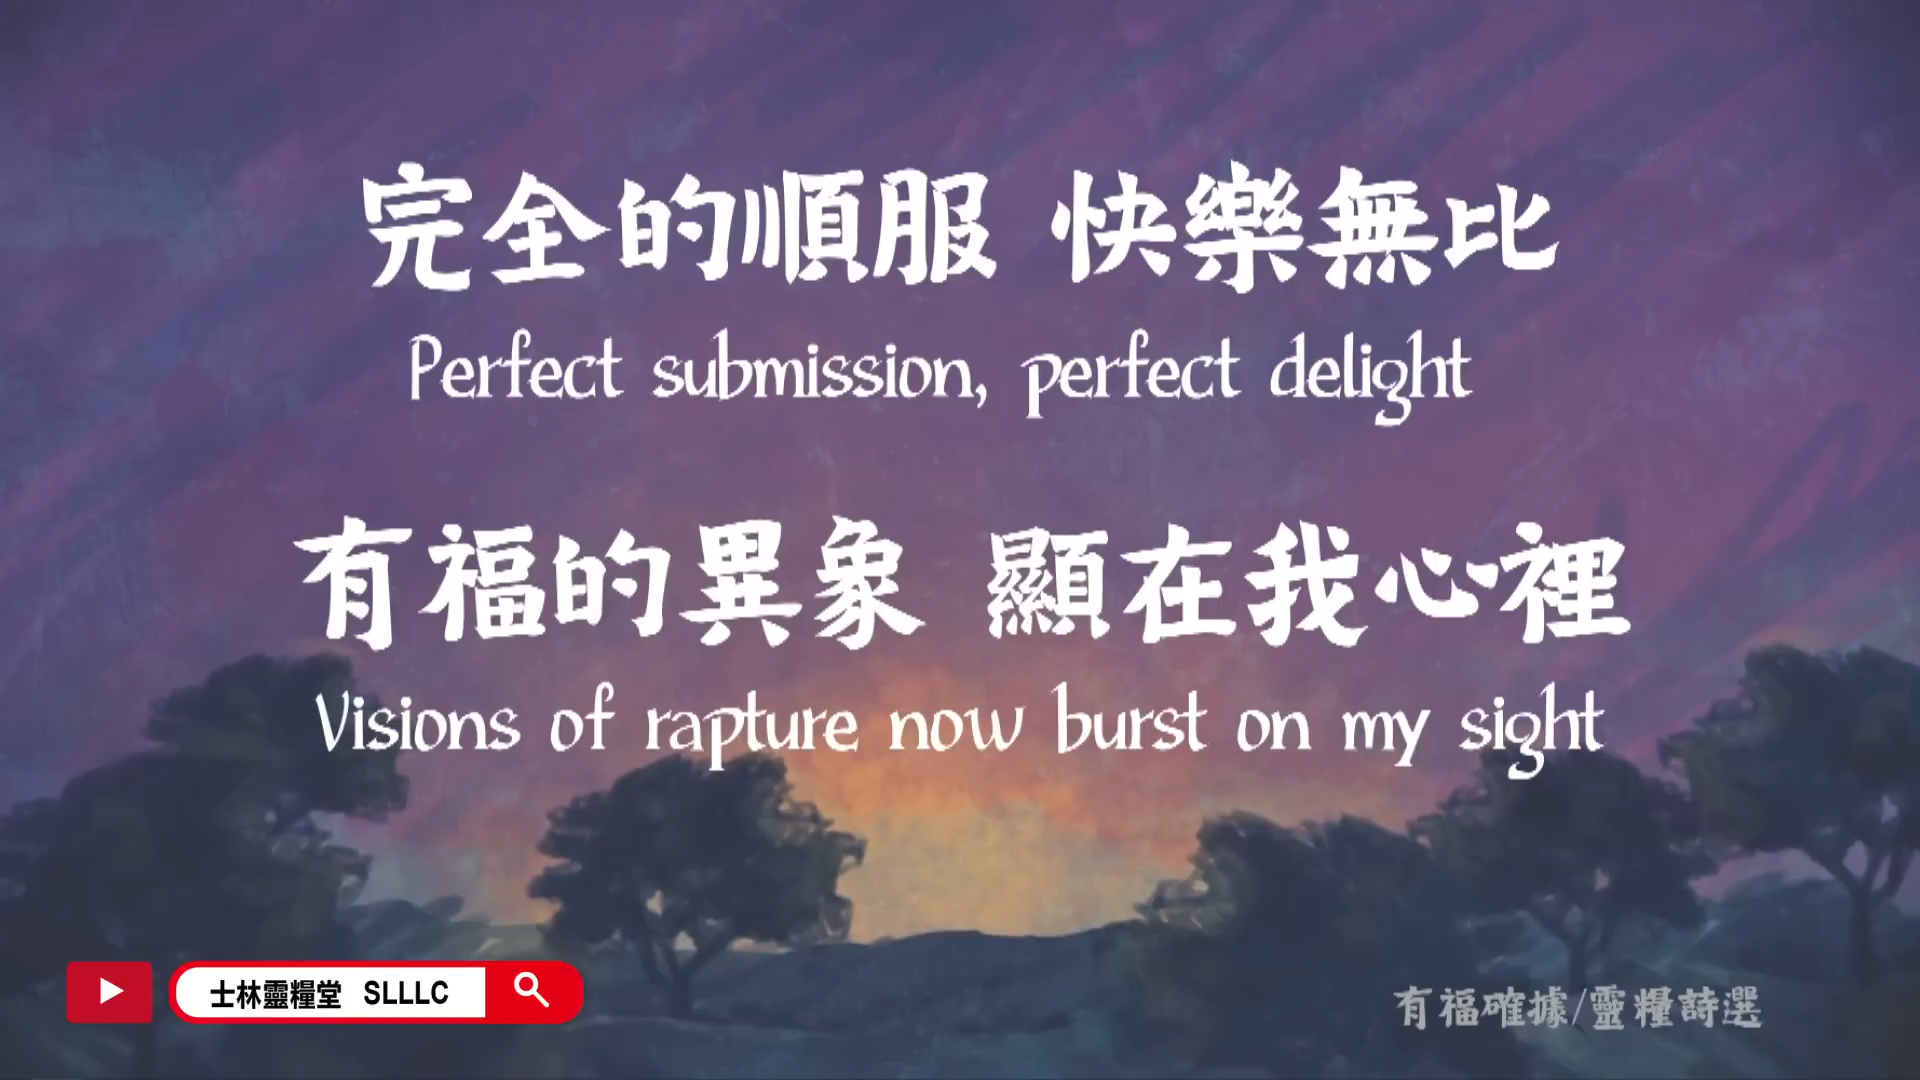 完全的順服 快樂無比
Perfect submission, perfect delight
有福的異象 顯在我心裡
Visions of rapture now burst on my sight
士林靈糧堂 SLLLC
有福確據/靈糧詩選